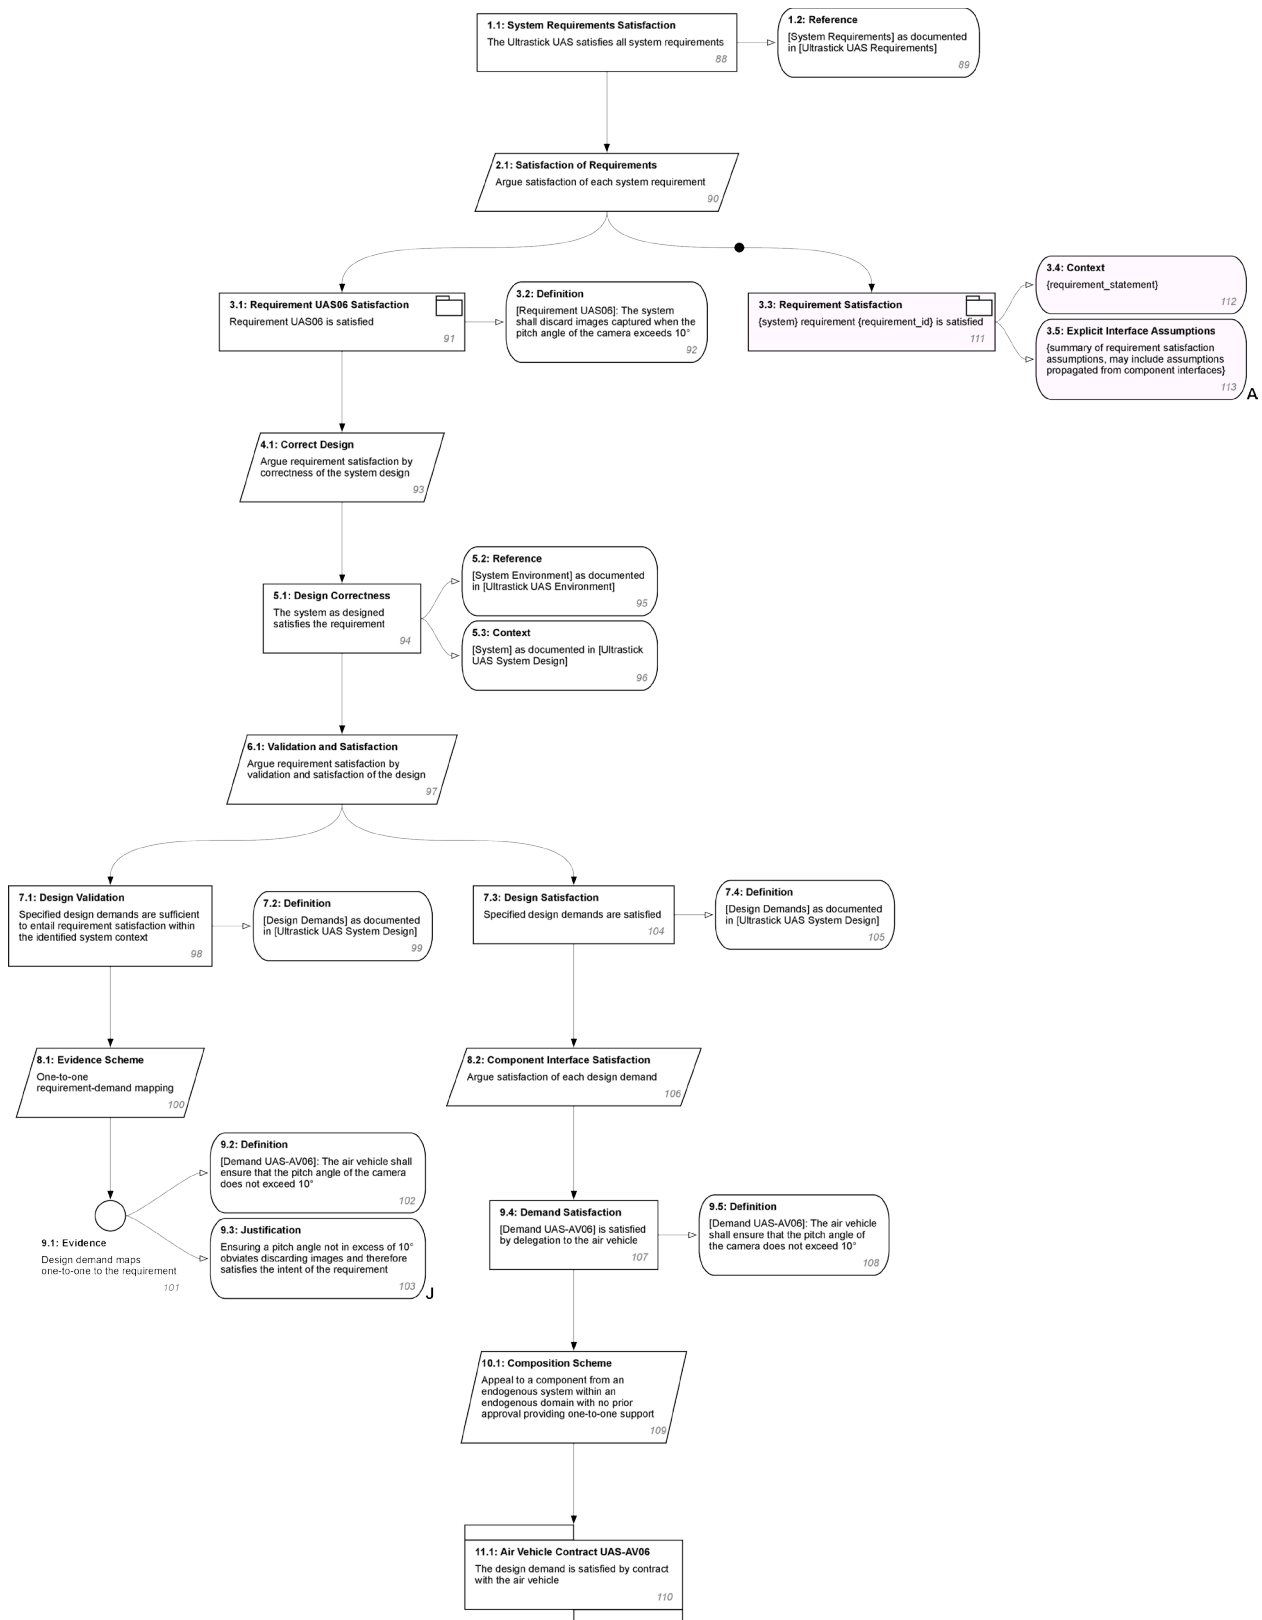 1.1: System Requirements Satisfaction
The Ultrastick UAS satisfies all system requirements
88
1.2: Reference
[System Requirements] as documented
in [Ultrastick UAS Requirements]
89
2.1: Satisfaction of Requirements
Argue satisfaction of each system requirement
90
3.1: Requirement UAS06 Satisfaction
Requirement UAS06 is satisfied
91
3.2: Definition
[Requirement UAS06]: The system
shall discard images captured when the
pitch angle of the camera exceeds 10°
92
3.3: Requirement Satisfaction
{system} requirement {requirement_id} is satisfied
111
3.4: Context
{requirement_statement}
112
3.5: Explicit Interface Assumptions
{summary of requirement satisfaction
assumptions, may include assumptions
propagated from component interfaces}
113
A
4.1: Correct Design
Argue requirement satisfaction by
correctness of the system design
93
5.1: Design Correctness
The system as designed
satisfies the requirement
94
5.2: Reference
[System Environment] as documented
in [Ultrastick UAS Environment]
95
5.3: Context
[System] as documented in [Ultrastick
UAS System Design]
96
6.1: Validation and Satisfaction
Argue requirement satisfaction by
validation and satisfaction of the design
97
7.1: Design Validation
Specified design demands are sufficient
to entail requirement satisfaction within
the identified system context
98
7.2: Definition
[Design Demands] as documented
in [Ultrastick UAS System Design]
99
7.3: Design Satisfaction
Specified design demands are satisfied
104
7.4: Definition
[Design Demands] as documented
in [Ultrastick UAS System Design]
105
8.1: Evidence Scheme
One-to-one
requirement-demand mapping
100
8.2: Component Interface Satisfaction
Argue satisfaction of each design demand
106
9.1: Evidence
Design demand maps
one-to-one to the requirement
101
9.2: Definition
[Demand UAS-AV06]: The air vehicle shall
ensure that the pitch angle of the camera
does not exceed 10°
102
9.3: Justification
Ensuring a pitch angle not in excess of 10°
obviates discarding images and therefore
satisfies the intent of the requirement
103
J
9.4: Demand Satisfaction
[Demand UAS-AV06] is satisfied
by delegation to the air vehicle
107
9.5: Definition
[Demand UAS-AV06]: The air vehicle
shall ensure that the pitch angle of
the camera does not exceed 10°
108
10.1: Composition Scheme
Appeal to a component from an
endogenous system within an
endogenous domain with no prior
approval providing one-to-one support
109
11.1: Air Vehicle Contract UAS-AV06
The design demand is satisfied by contract
with the air vehicle
110